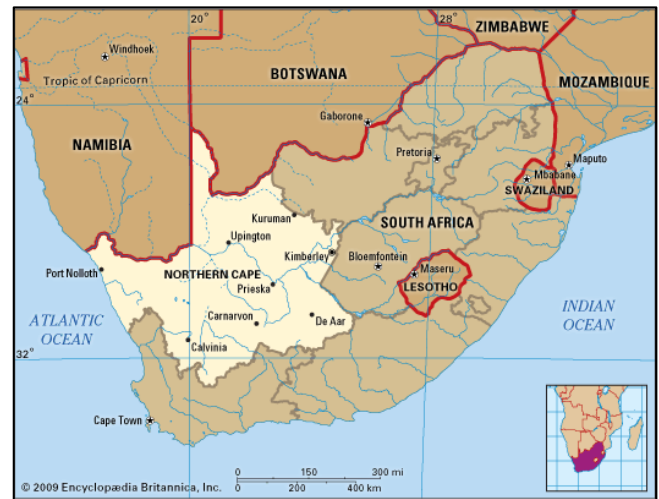 20°
28°
ZIMBABWE
Windhoek
BOTSWANA
Tropic of Capricorn
MOZAMBIQUE
24°
Gaborone
NAMIBIA
Pretoria
Maputo
Mbabane
SWAZILAND
Kuruman
SOUTH AFRICA
Upington
Kimberley
Bloemfontein
Port Nolloth
NORTHERN CAPE
Maseru
Prieska
LESOTHO
INDIAN
OCEAN
ATLANTIC
OCEAN
Carnarvon
De Aar
Calvinia
32°
Cape Town
0 150 300 mi
0 200 400 km
© 2009 Encyclopædia Britannica, Inc.